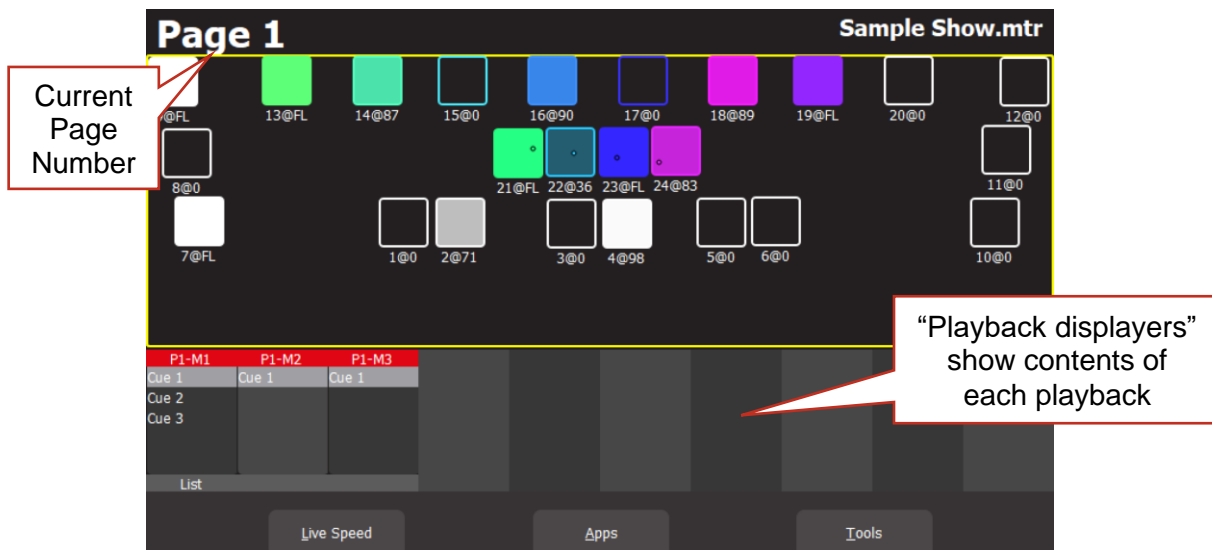 Page 1
Sample Show.mtr
Current
Page
Number
@FL 13@FL 14@87 15@0 16@90 17@0 18@89 19@FL 20@0 12@0
8@0 21@FL 22@36 23@FL 24@83 11@0
7@FL 1@0 2@71 3@0 4@98 5@0 6@0 10@0
“Playback displayers”
show contents of
each playback
P1-M1 P1-M2 P1-M3
Cue 1 Cue 1 Cue 1
Cue 2
Cue 3
List
Live Speed Apps Tools